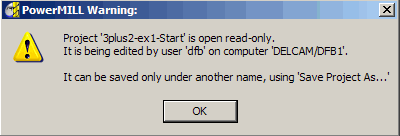 PowerMILL Warning:
Project '3plus2-ex1-Start' is open read-only.
It is being edited by user 'dfb' on computer 'DELCAM/DFB1'.
It can be saved only under another name, using 'Save Project As...'
OK